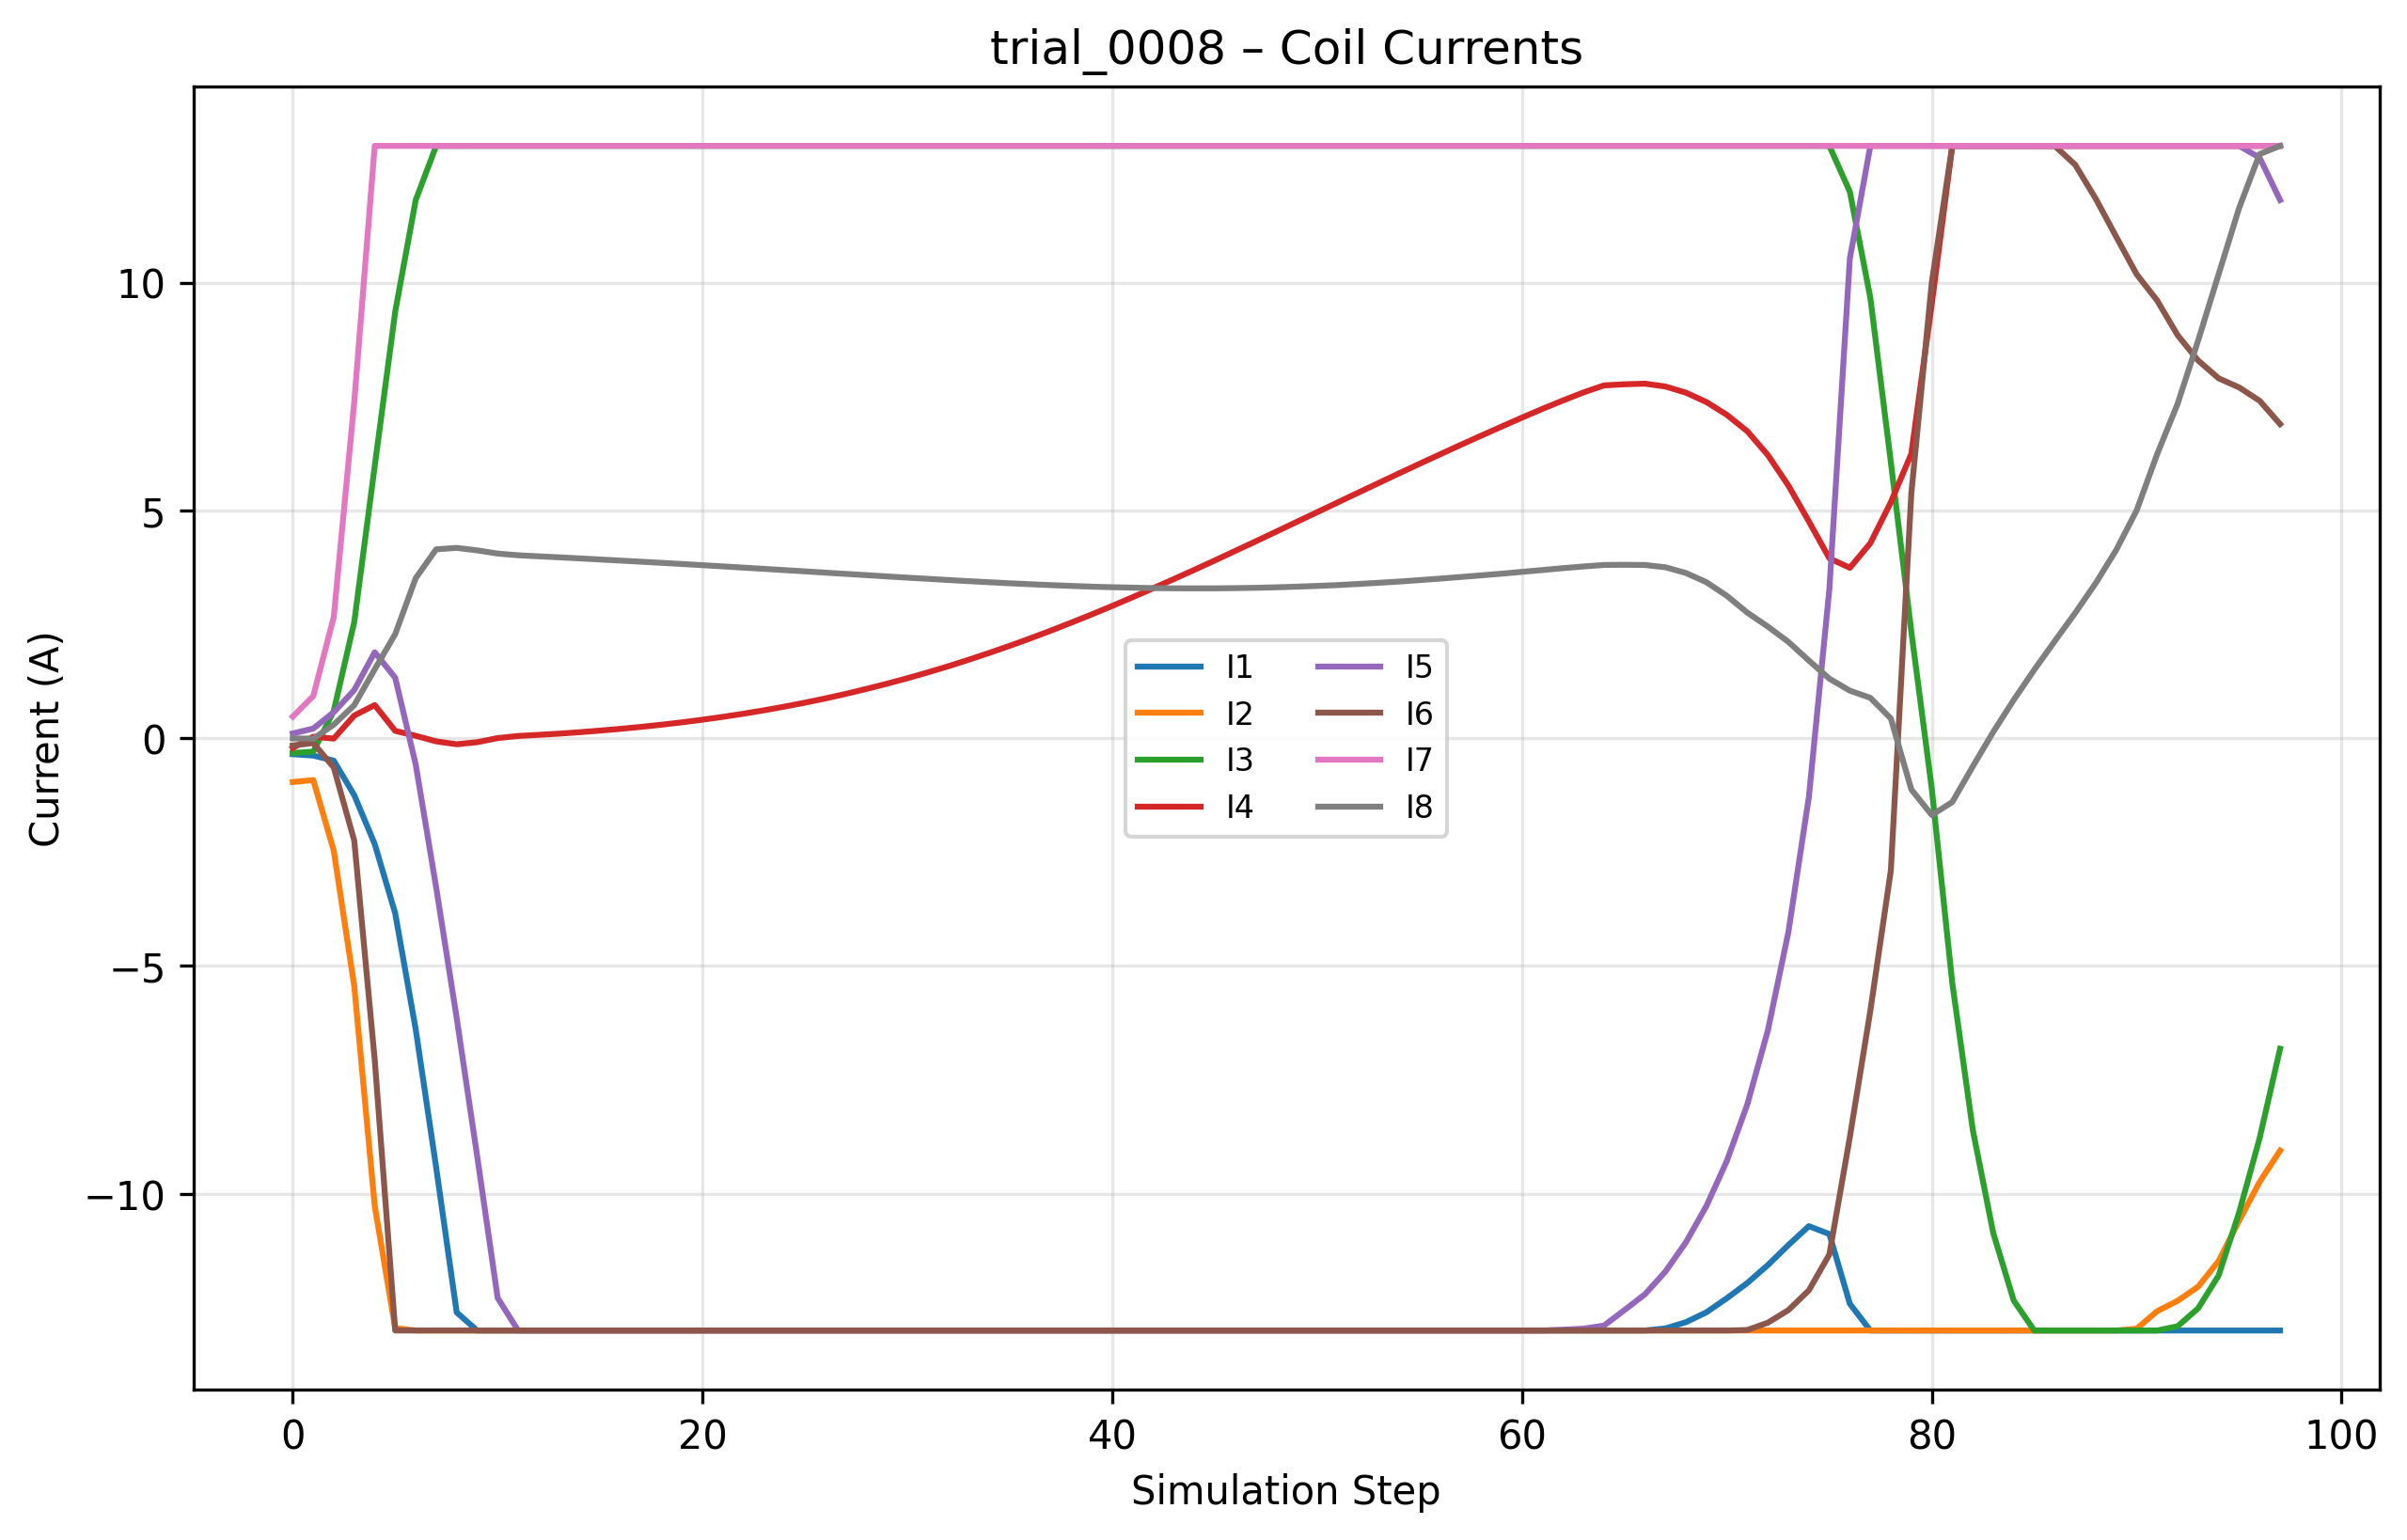 trial_0008 – Coil Currents
Current (A)
10
5
0
−5
−10
I1
I2
I3
I4
I5
I6
I7
I8
0
20
40
60
80
100
Simulation Step